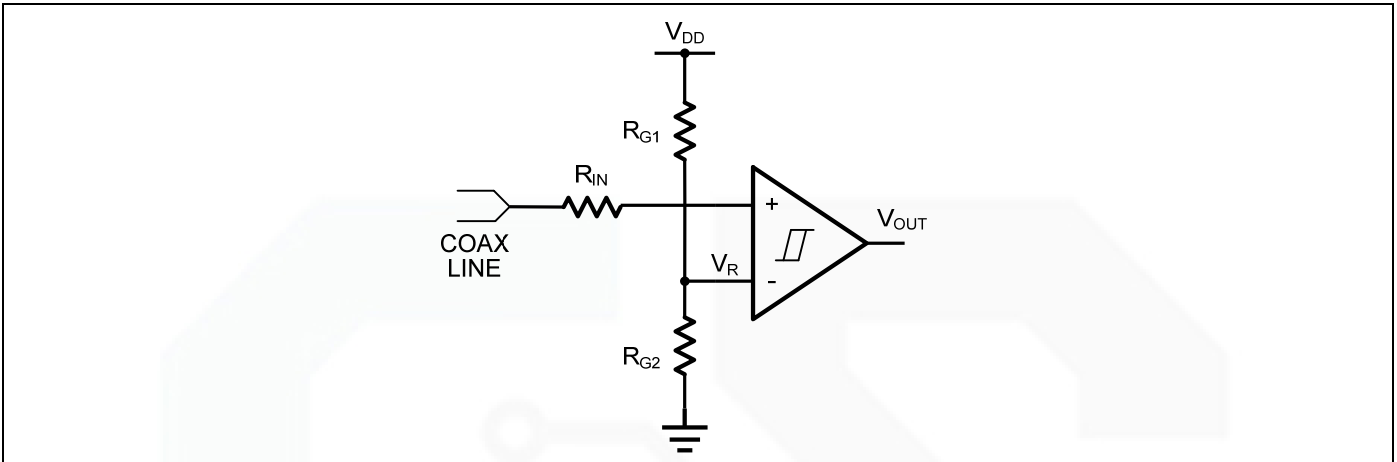 VDD
RG1
RIN
+
VOUT
COAX
LINE
VR
-
RG2